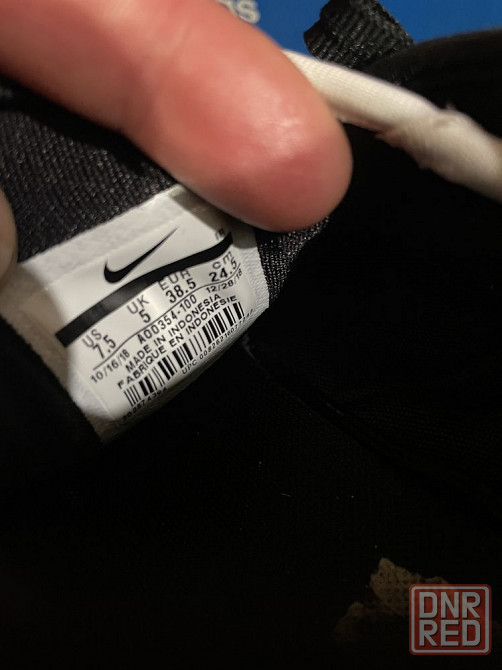 US UK EUR cm
7.5 5 38.5 24.5
10/16/18 AO0354-100 12/28/18
MADE IN INDONESIA
FABRIQUE EN INDONÉSIE
DNR
RED